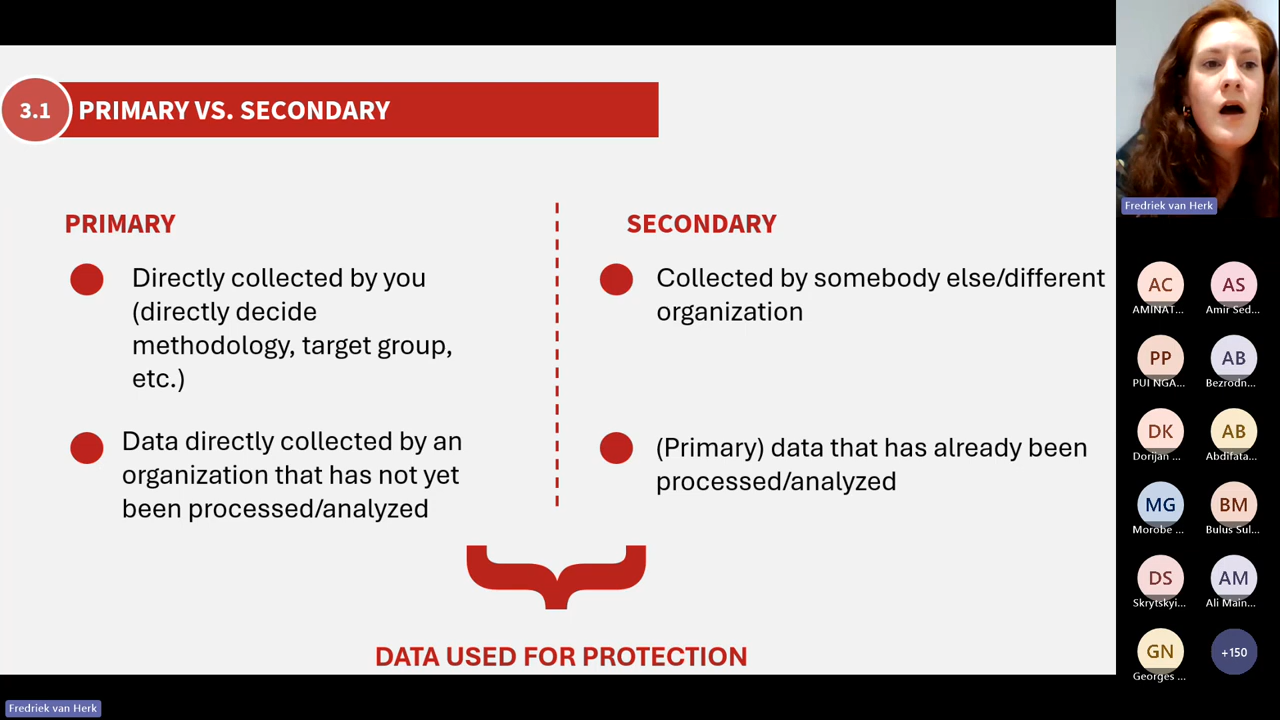 3.1
PRIMARY VS. SECONDARY
PRIMARY
Directly collected by you
(directly decide
methodology, target group,
etc.)
Data directly collected by an
organization that has not yet
been processed/analyzed
SECONDARY
Collected by somebody else/different
organization
(Primary) data that has already been
processed/analyzed
DATA USED FOR PROTECTION
Fredriek van Herk
Fredriek van Herk
AC
AMINAT...
AS
Amir Sed...
PP
PUI NGA...
AB
Bezrodn...
DK
Dorijan ...
AB
Abdifata...
MG
Morobe ...
BM
Bulus Sul...
DS
Skrytskyi...
AM
Ali Main...
GN
Georges ...
+150